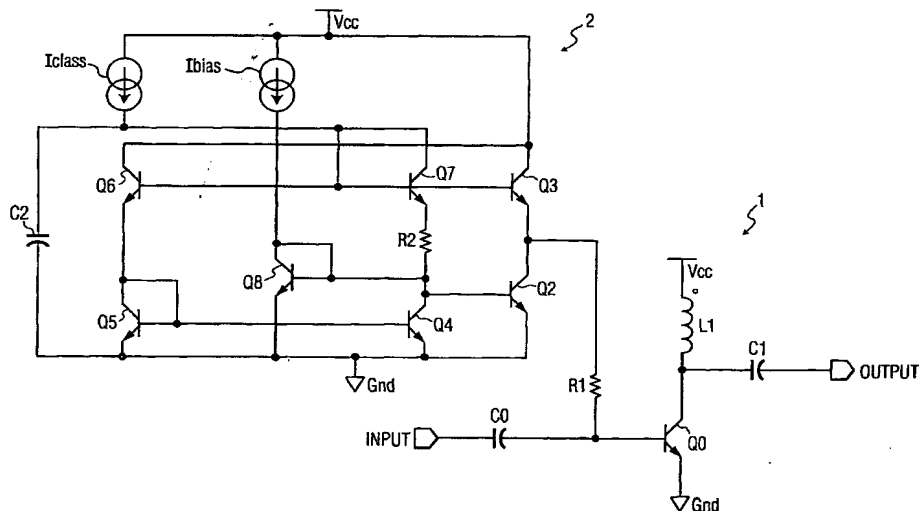 Vcc
2
Iclass
Ibias
Q6
Q7
Q3
C2
R2
1
Q8
Q2
Vcc
Q5
Q4
L1
Gnd
R1
C1
OUTPUT
C0
INPUT
Q0
Gnd